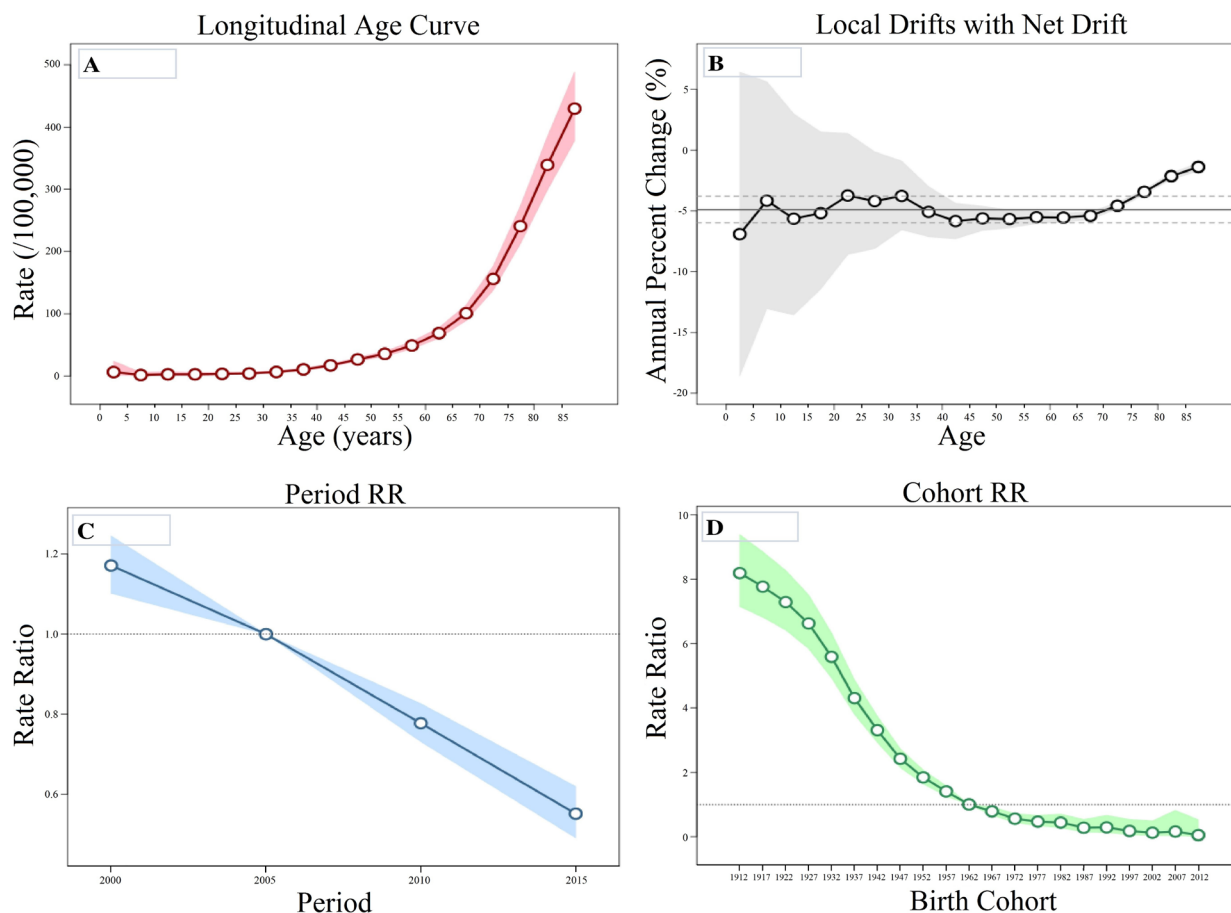 Longitudinal Age Curve
A
Rate (/100,000)
500
400
300
200
100
0
0 5 10 15 20 25 30 35 40 45 50 55 60 65 70 75 80 85
Age (years)
Local Drifts with Net Drift
B
Annual Percent Change (%)
5
0
-5
-10
-15
-20
0 5 10 15 20 25 30 35 40 45 50 55 60 65 70 75 80 85
Age
Period RR
C
Rate Ratio
1.2
1.0
0.8
0.6
2000 2005 2010 2015
Period
Cohort RR
D
Rate Ratio
10
8
6
4
2
0
1912 1917 1922 1927 1932 1937 1942 1947 1952 1957 1962 1967 1972 1977 1982 1987 1992 1997 2002 2007 2012
Birth Cohort